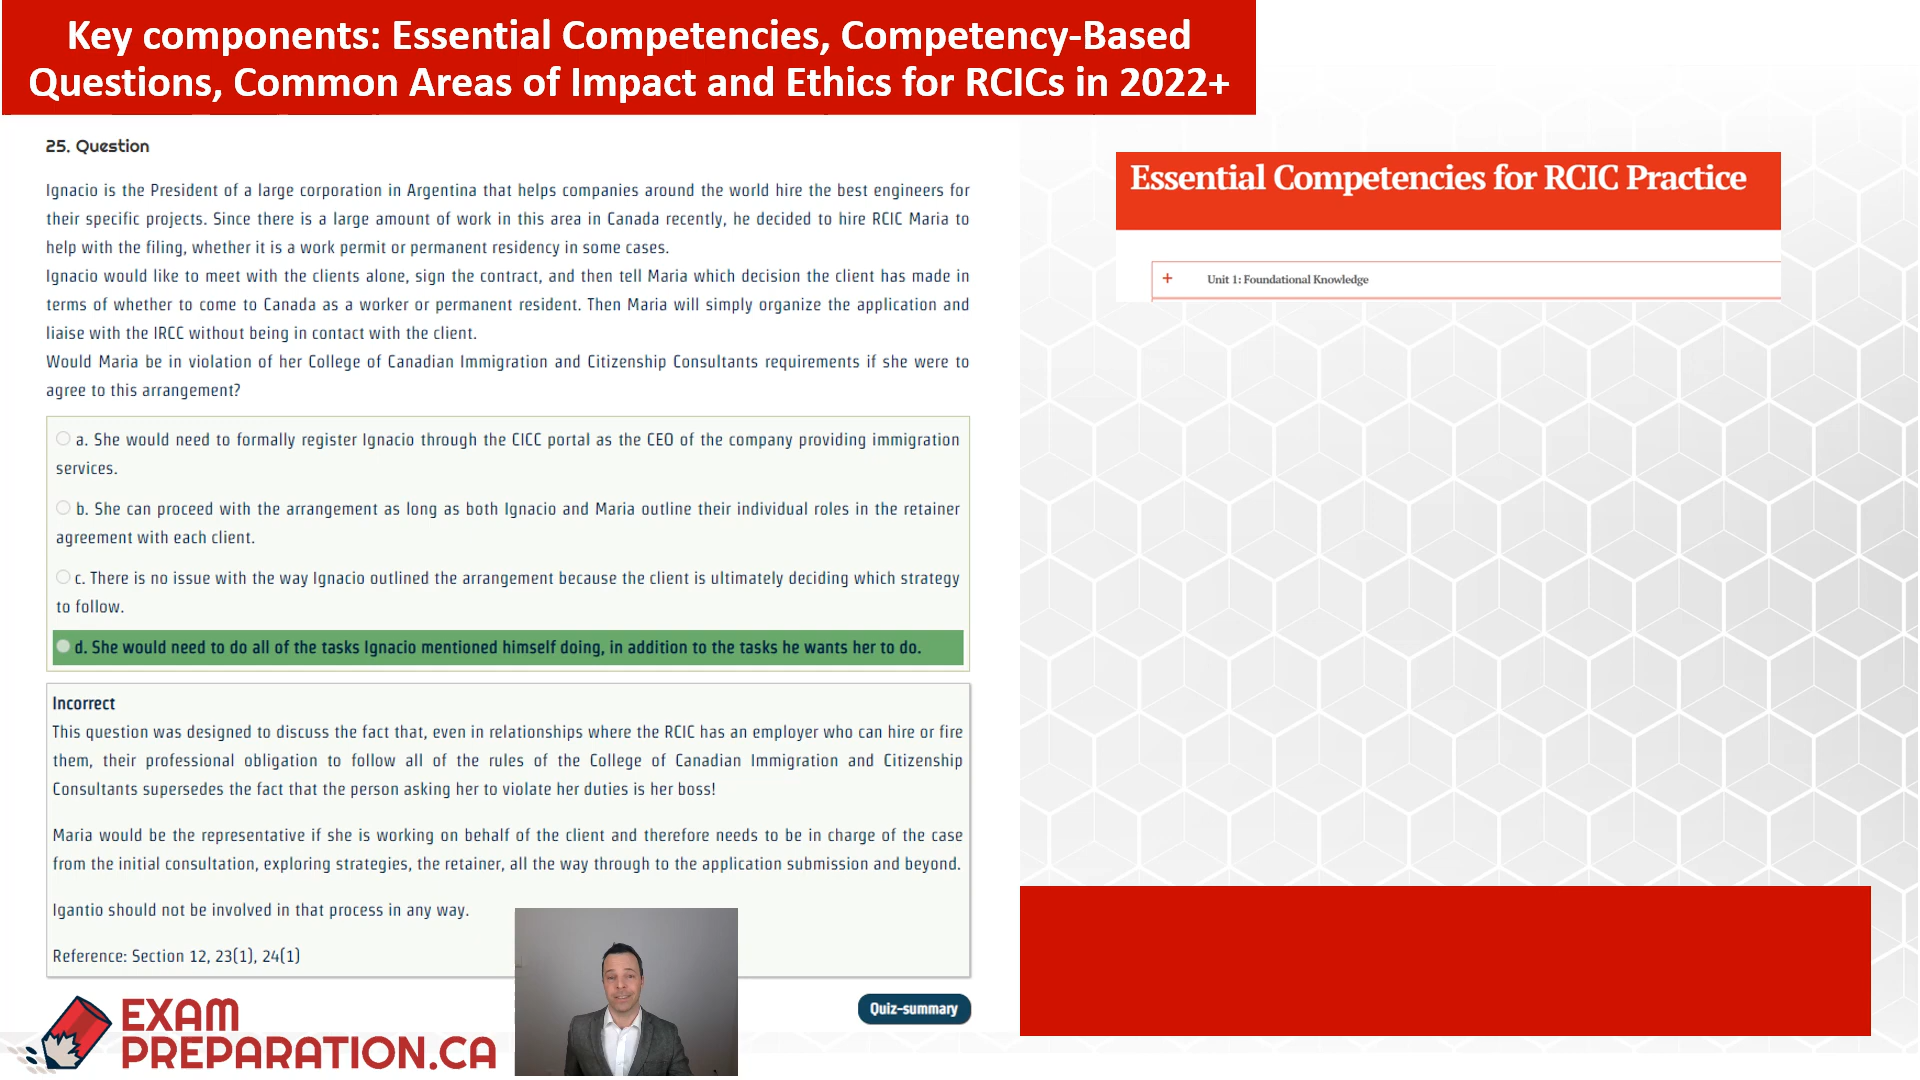 Key components: Essential Competencies, Competency-Based
Questions, Common Areas of Impact and Ethics for RCICs in 2022+
25. Question
Ignacio is the President of a large corporation in Argentina that helps companies around the world hire the best engineers for
their specific projects. Since there is a large amount of work in this area in Canada recently, he decided to hire RCIC Maria to
help with the filing, whether it is a work permit or permanent residency in some cases.
Ignacio would like to meet with the clients alone, sign the contract, and then tell Maria which decision the client has made in
terms of whether to come to Canada as a worker or permanent resident. Then Maria will simply organize the application and
liaise with the IRCC without being in contact with the client.
Would Maria be in violation of her College of Canadian Immigration and Citizenship Consultants requirements if she were to
agree to this arrangement?
a. She would need to formally register Ignacio through the CICC portal as the CEO of the company providing immigration
services.
b. She can proceed with the arrangement as long as both Ignacio and Maria outline their individual roles in the retainer
agreement with each client.
c. There is no issue with the way Ignacio outlined the arrangement because the client is ultimately deciding which strategy
to follow.
d. She would need to do all of the tasks Ignacio mentioned himself doing, in addition to the tasks he wants her to do.
Incorrect
This question was designed to discuss the fact that, even in relationships where the RCIC has an employer who can hire or fire
them, their professional obligation to follow all of the rules of the College of Canadian Immigration and Citizenship
Consultants supersedes the fact that the person asking her to violate her duties is her boss!
Maria would be the representative if she is working on behalf of the client and therefore needs to be in charge of the case
from the initial consultation, exploring strategies, the retainer, all the way through to the application submission and beyond.
Igantio should not be involved in that process in any way.
Reference: Section 12, 23(1), 24(1)
Quiz-summary
EXAM
PREPARATION.CA
Essential Competencies for RCIC Practice
+ Unit 1: Foundational Knowledge